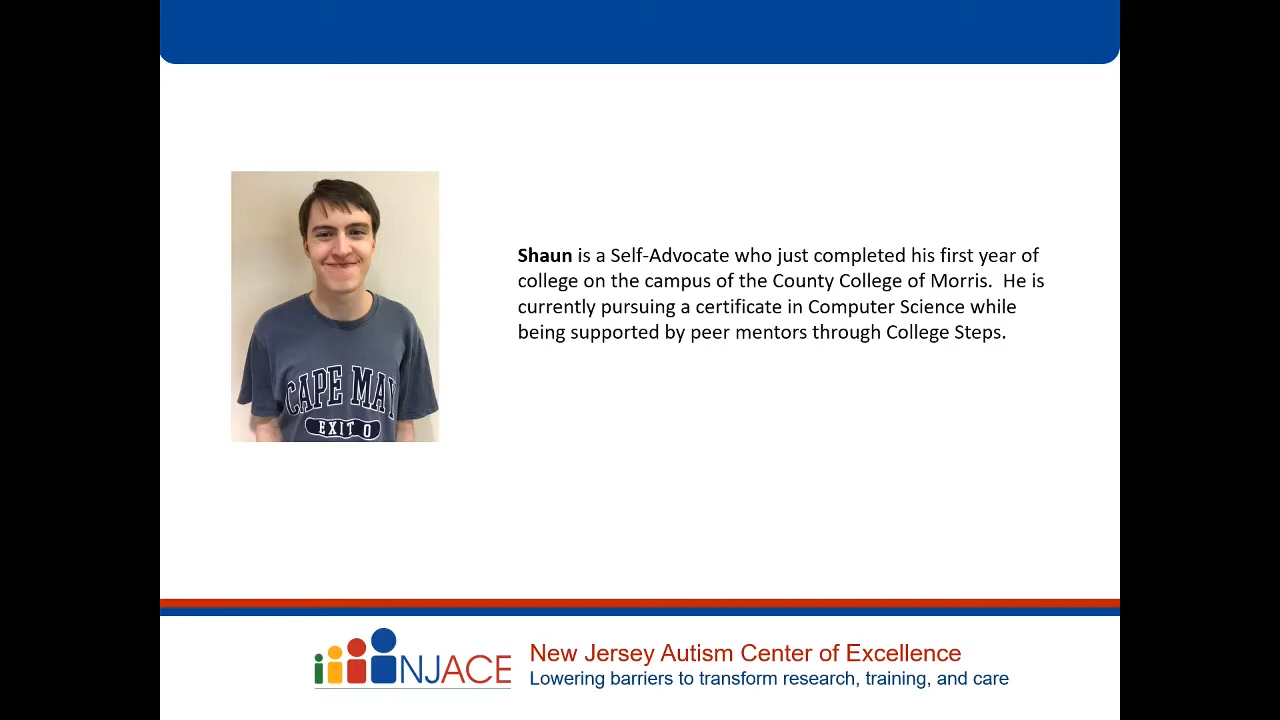 CAPE MAY
EXIT 0
Shaun is a Self-Advocate who just completed his first year of
college on the campus of the County College of Morris.  He is
currently pursuing a certificate in Computer Science while
being supported by peer mentors through College Steps.
NJACE
New Jersey Autism Center of Excellence
Lowering barriers to transform research, training, and care